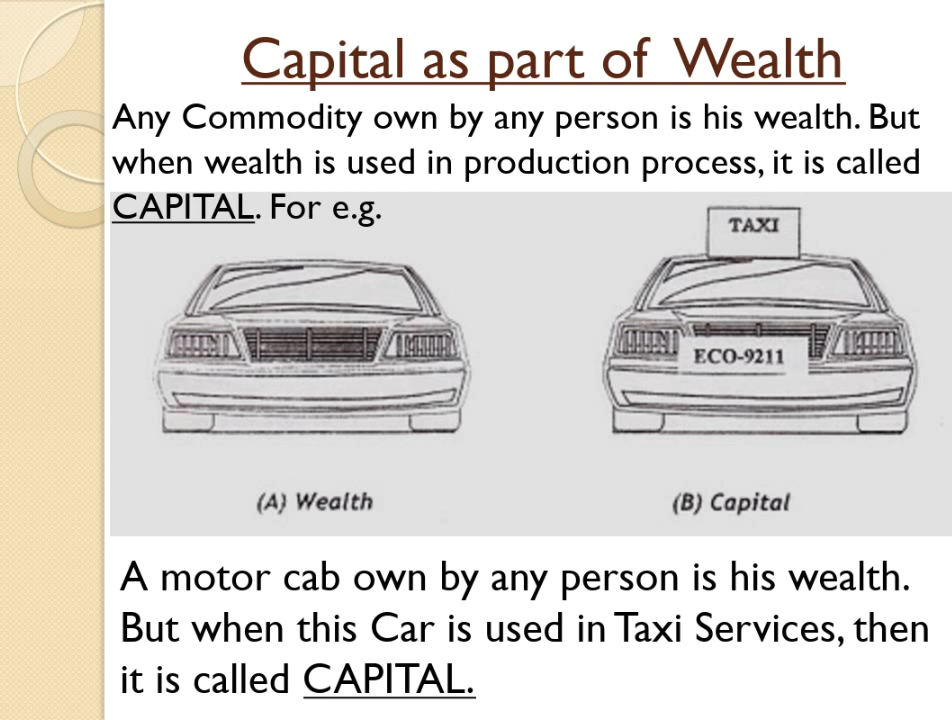 Capital as part of Wealth
Any Commodity own by any person is his wealth. But
when wealth is used in production process, it is called
CAPITAL. For e.g.
TAXI
ECO-9211
(A) Wealth
(B) Capital
A motor cab own by any person is his wealth.
But when this Car is used in Taxi Services, then
it is called CAPITAL.